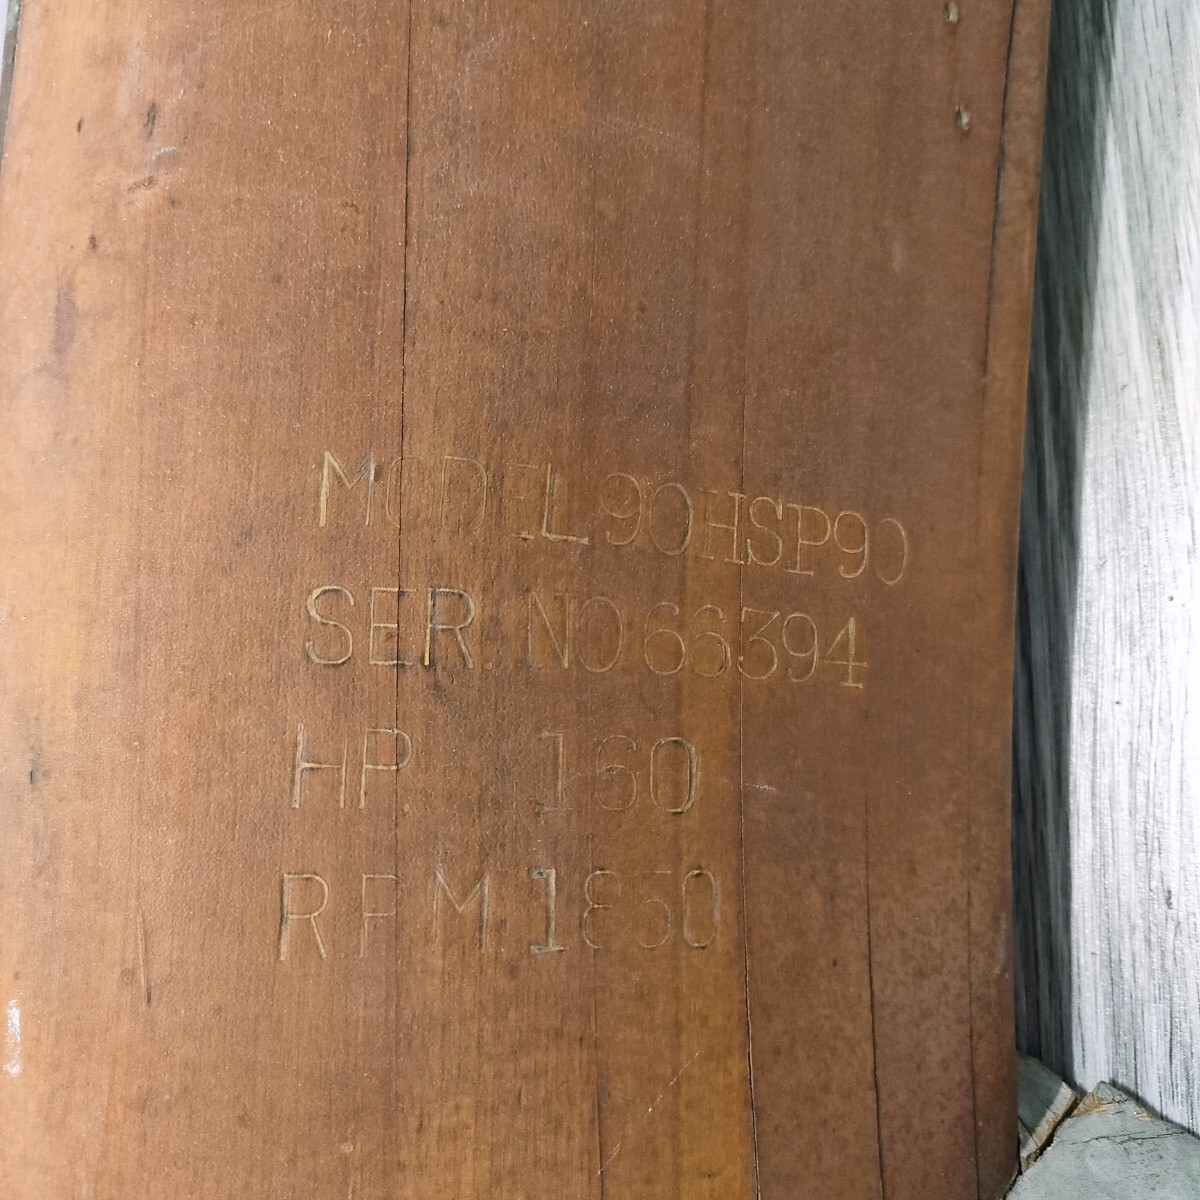 MODEL 90HSP90
SER. NO 66394
HP. 160
RPM 1850